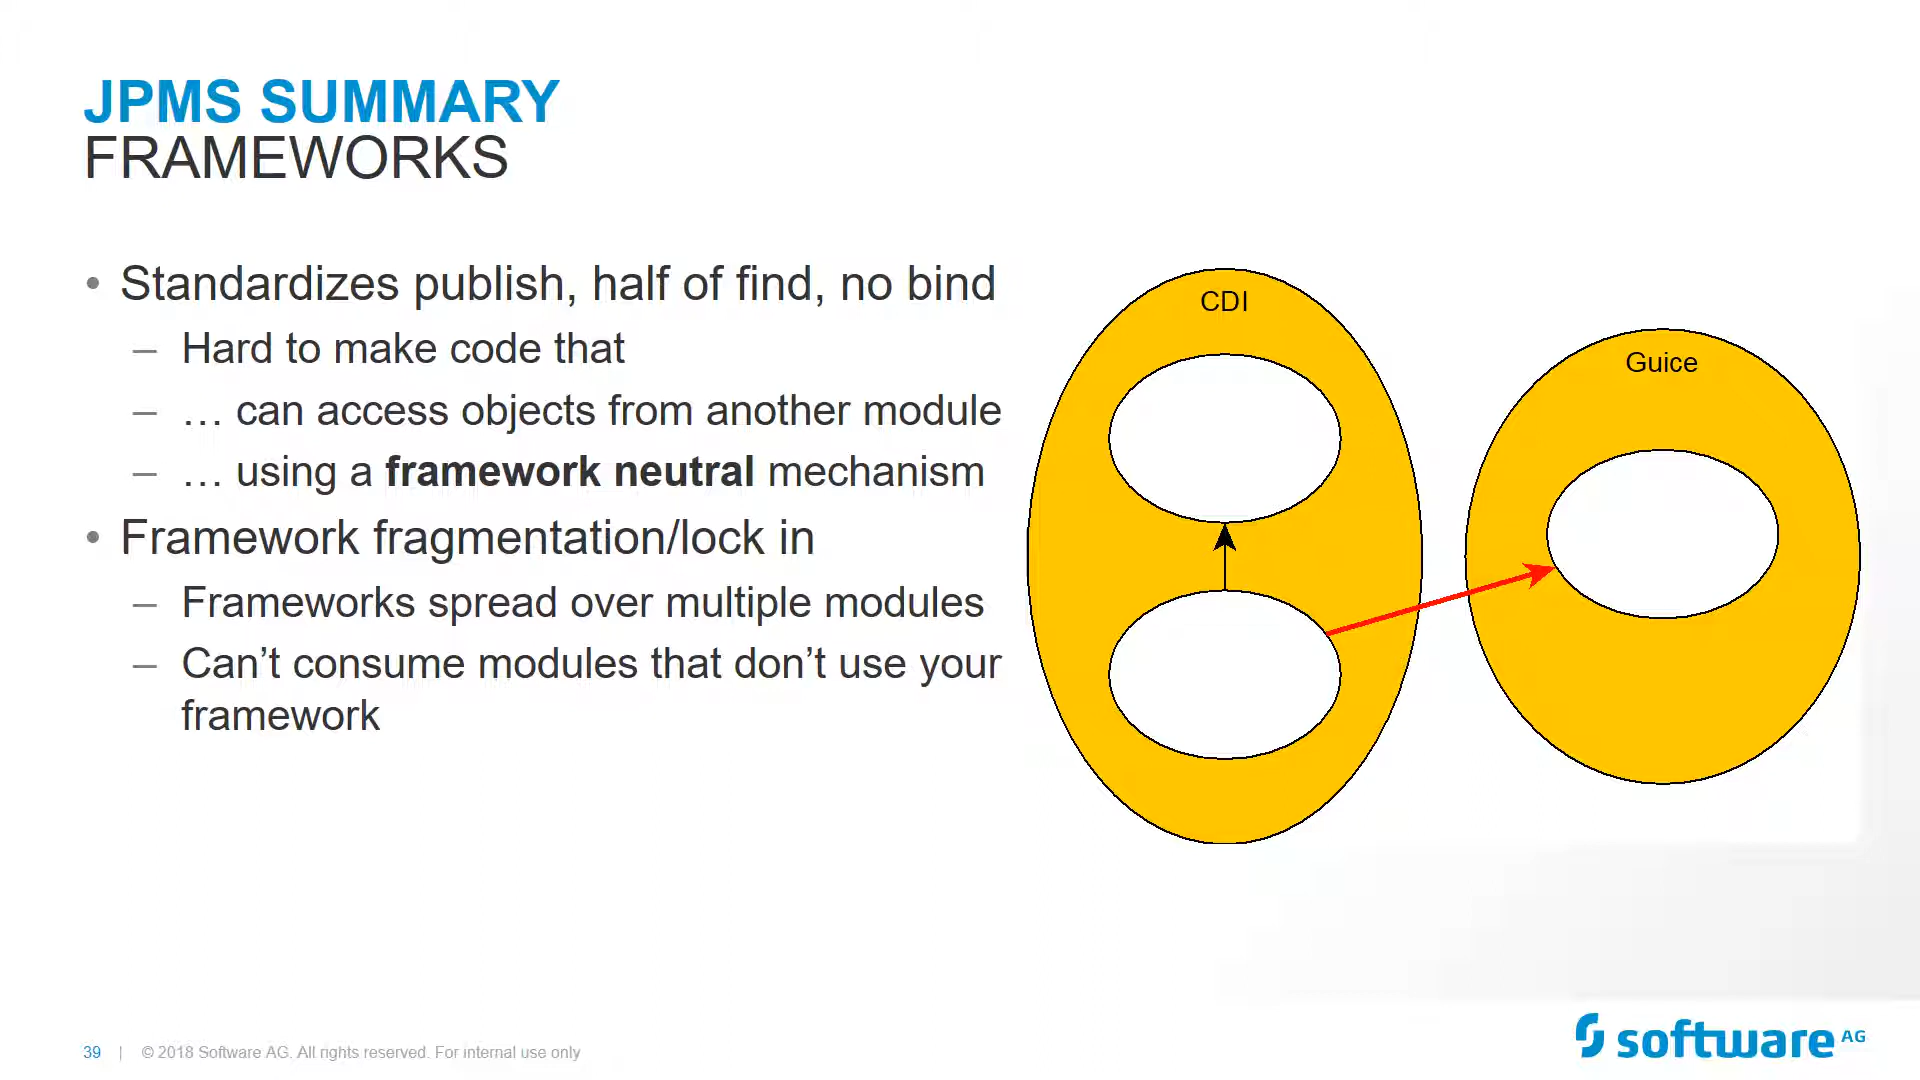 JPMS SUMMARY
FRAMEWORKS
• Standardizes publish, half of find, no bind
– Hard to make code that
– … can access objects from another module
– … using a framework neutral mechanism
• Framework fragmentation/lock in
– Frameworks spread over multiple modules
– Can’t consume modules that don’t use your
framework
CDI
Guice
39 | © 2018 Software AG. All rights reserved. For internal use only
software AG